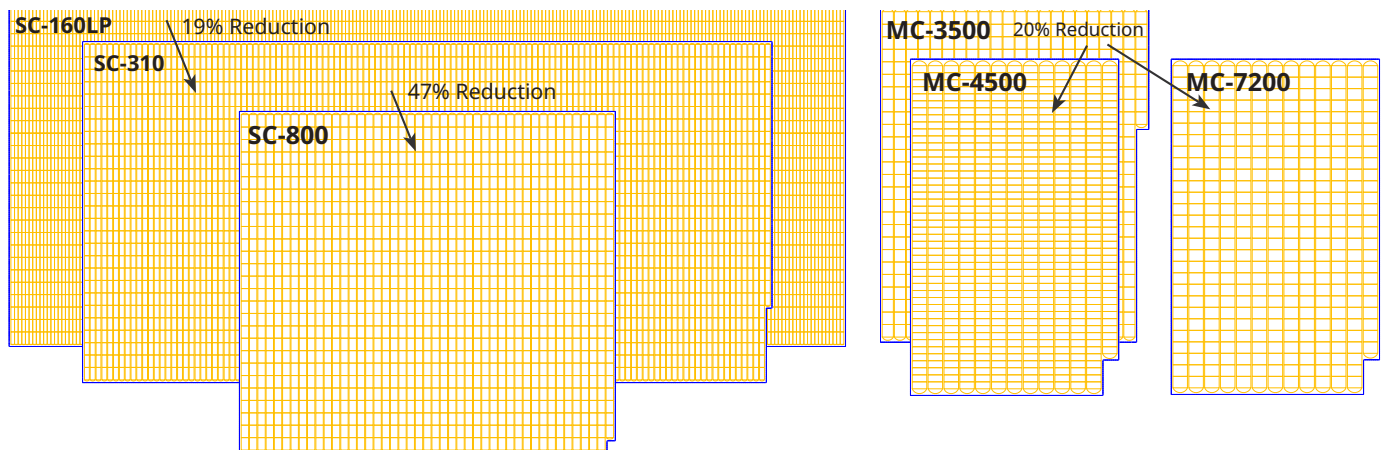 SC-160LP
19% Reduction
SC-310
47% Reduction
SC-800
MC-3500
20% Reduction
MC-4500
MC-7200